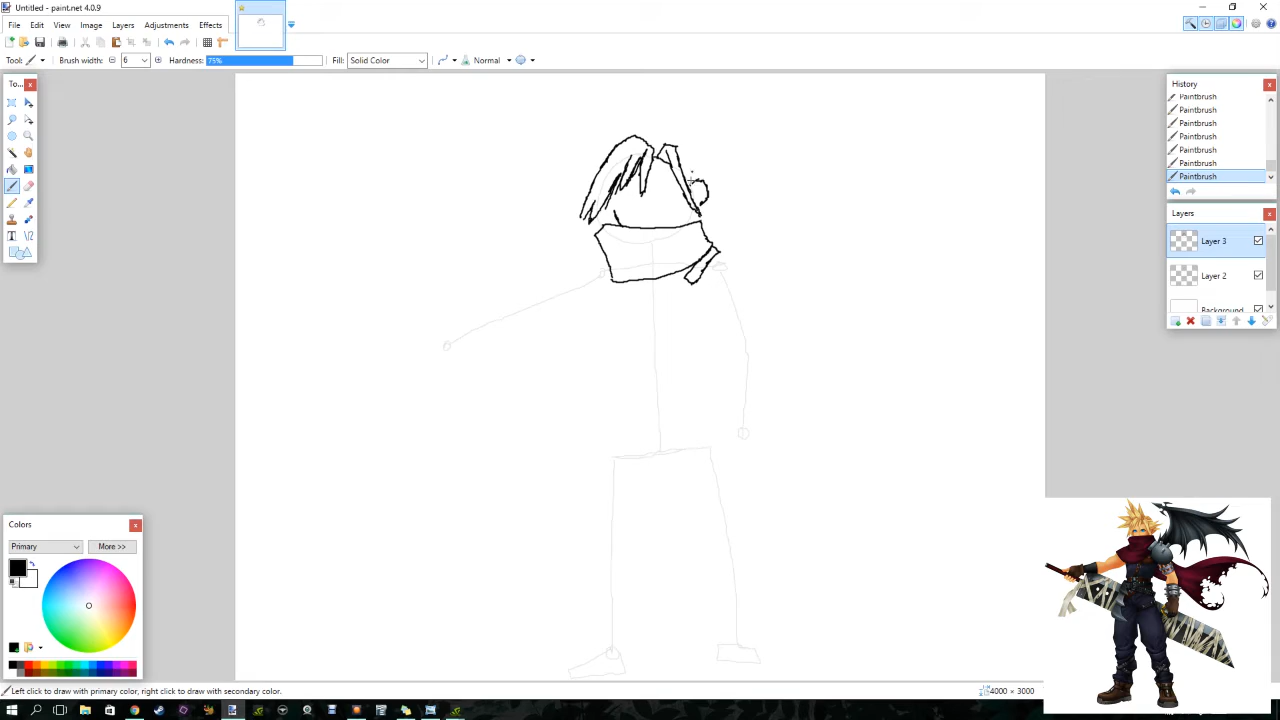 Untitled - paint.net 4.0.9
File Edit View Image Layers Adjustments Effects
Tool: Brush width: 6 Hardness: 75% Fill: Solid Color Normal
To...
History
Paintbrush
Paintbrush
Paintbrush
Paintbrush
Paintbrush
Paintbrush
Paintbrush
Layers
Layer 3
Layer 2
Background
Colors
Primary More >>
Left click to draw with primary color, right click to draw with secondary color.
4000 × 3000